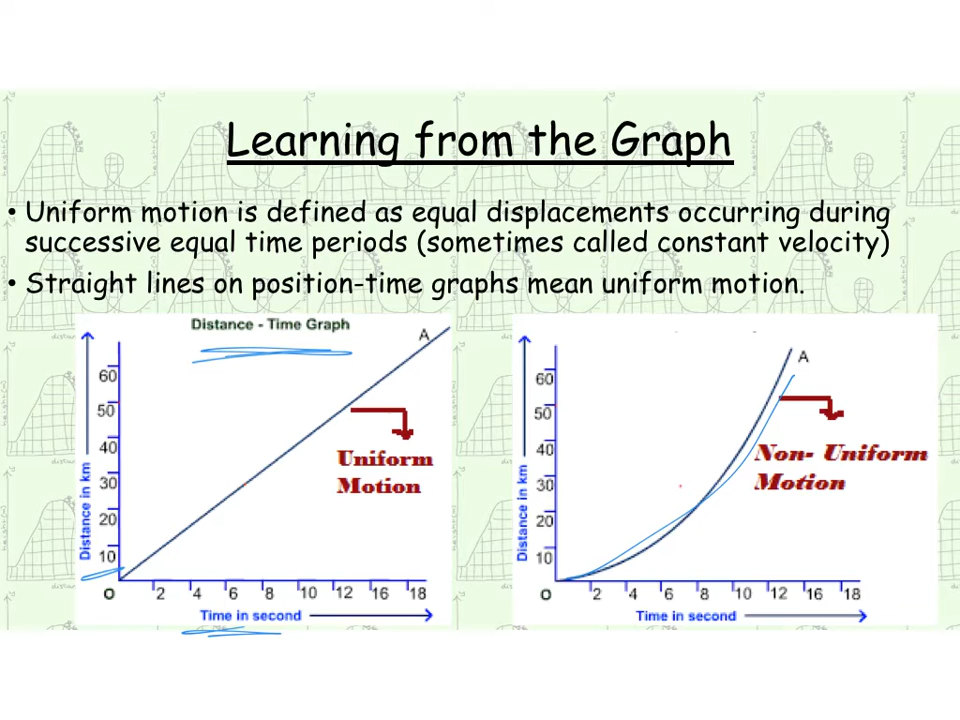 Learning from the Graph
• Uniform motion is defined as equal displacements occurring during
successive equal time periods (sometimes called constant velocity)
• Straight lines on position-time graphs mean uniform motion.
Distance - Time Graph
A
60
50
40
30
20
10
Distance in km
Uniform
Motion
O 2 4 6 8 10 12 16 18
Time in second
A
60
50
40
30
20
10
Distance in km
Non- Uniform
Motion
O 2 4 6 8 10 12 16 18
Time in second